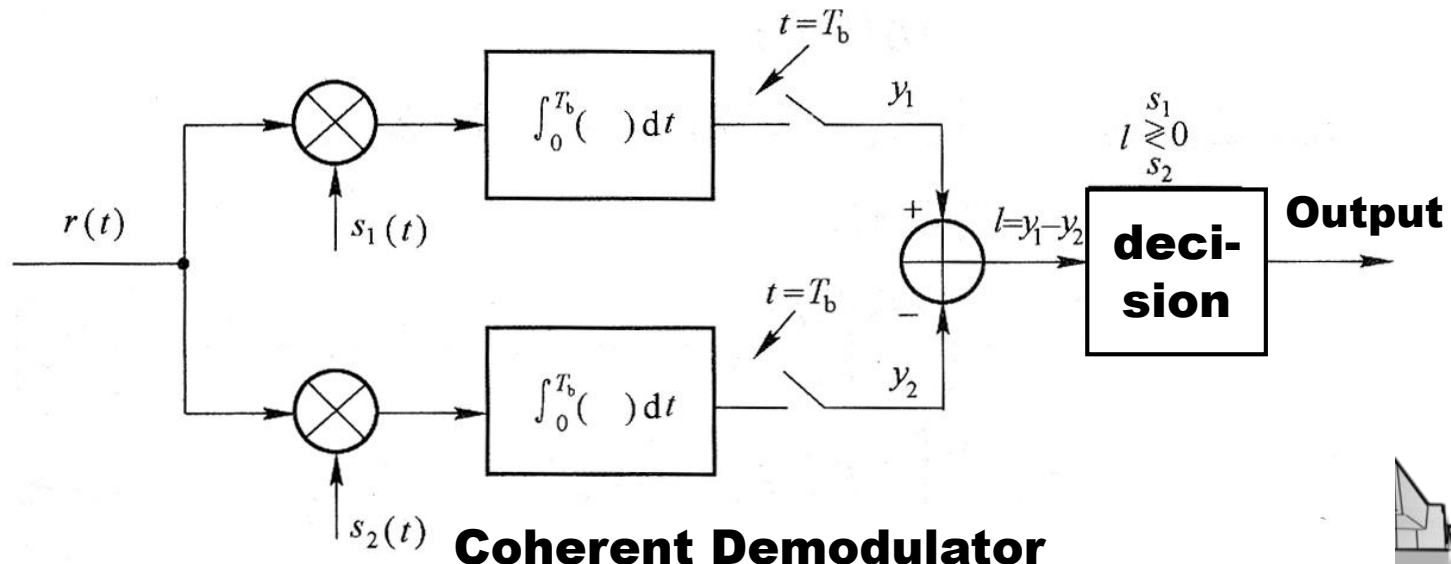 t=T_b
y_1
∫_0^{T_b}( )dt
s_1
l ≷ 0
s_2
s_1(t)
r(t)
+
l=y_1−y_2
deci-
sion
Output
t=T_b
−
y_2
∫_0^{T_b}( )dt
s_2(t)
Coherent Demodulator